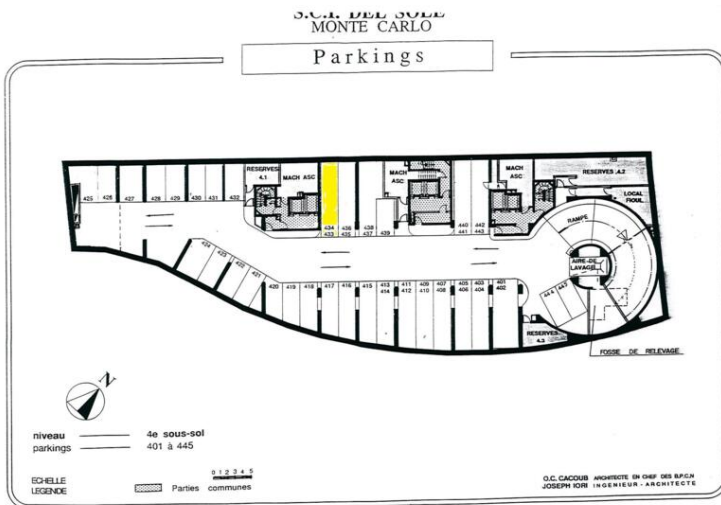 S.C.I. DEL SOLE
MONTE CARLO
Parkings
425 426 427 428 429 430 431 432
RESERVES
4.1
MACH ASC
434 436
433 435
438
437 439
MACH
ASC
440 442
441 443
MACH
ASC
RESERVES 4.2
LOCAL
FIOUL
RAMPE
AIRE DE
LAVAGE
424 423 422 421
420 419 418 417 416 415 413 411 409 407 405 403 401
414 412 410 408 406 404 402
RESERVES
4.3
FOSSE DE RELEVAGE
N
niveau 4e sous-sol
parkings 401 à 445
ECHELLE 0 1 2 3 4 5
LEGENDE Parties communes
O.C. CACOUB ARCHITECTE EN CHEF DES B.P.C.N
JOSEPH IORI INGENIEUR - ARCHITECTE